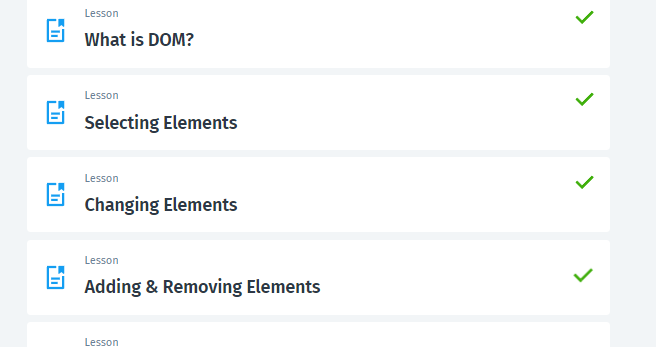 Lesson
What is DOM?
Lesson
Selecting Elements
Lesson
Changing Elements
Lesson
Adding & Removing Elements
Lesson